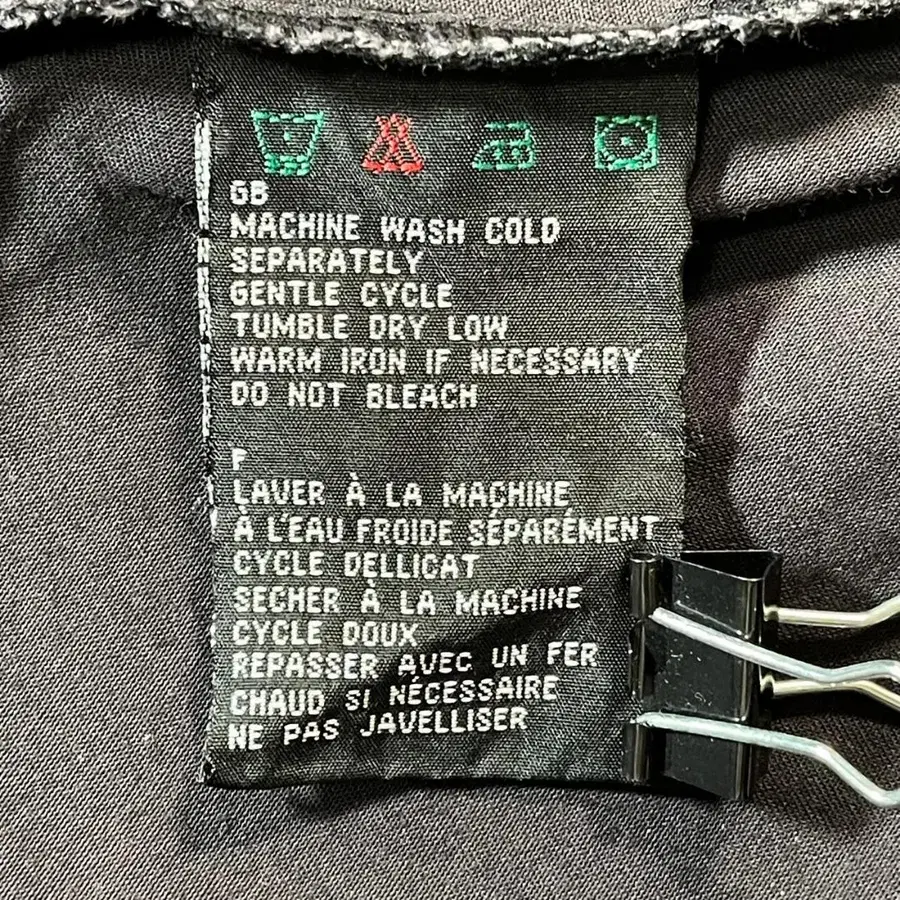 GB
MACHINE WASH COLD
SEPARATELY
GENTLE CYCLE
TUMBLE DRY LOW
WARM IRON IF NECESSARY
DO NOT BLEACH
F
LAVER À LA MACHINE
À L'EAU FROIDE SÉPARÉMENT
CYCLE DELLICAT
SECHER À LA MACHINE
CYCLE DOUX
REPASSER AVEC UN FER
CHAUD SI NÉCESSAIRE
NE PAS JAVELLISER